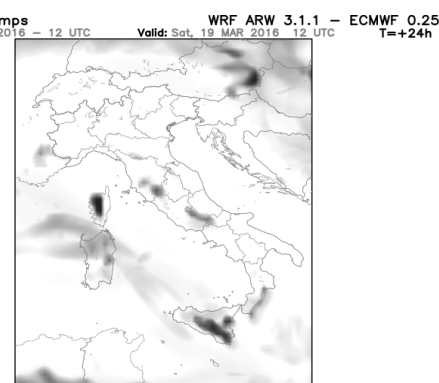 mps WRF ARW 3.1.1 – ECMWF 0.25
2016 – 12 UTC Valid: Sat, 19 MAR 2016 12 UTC T=+24h